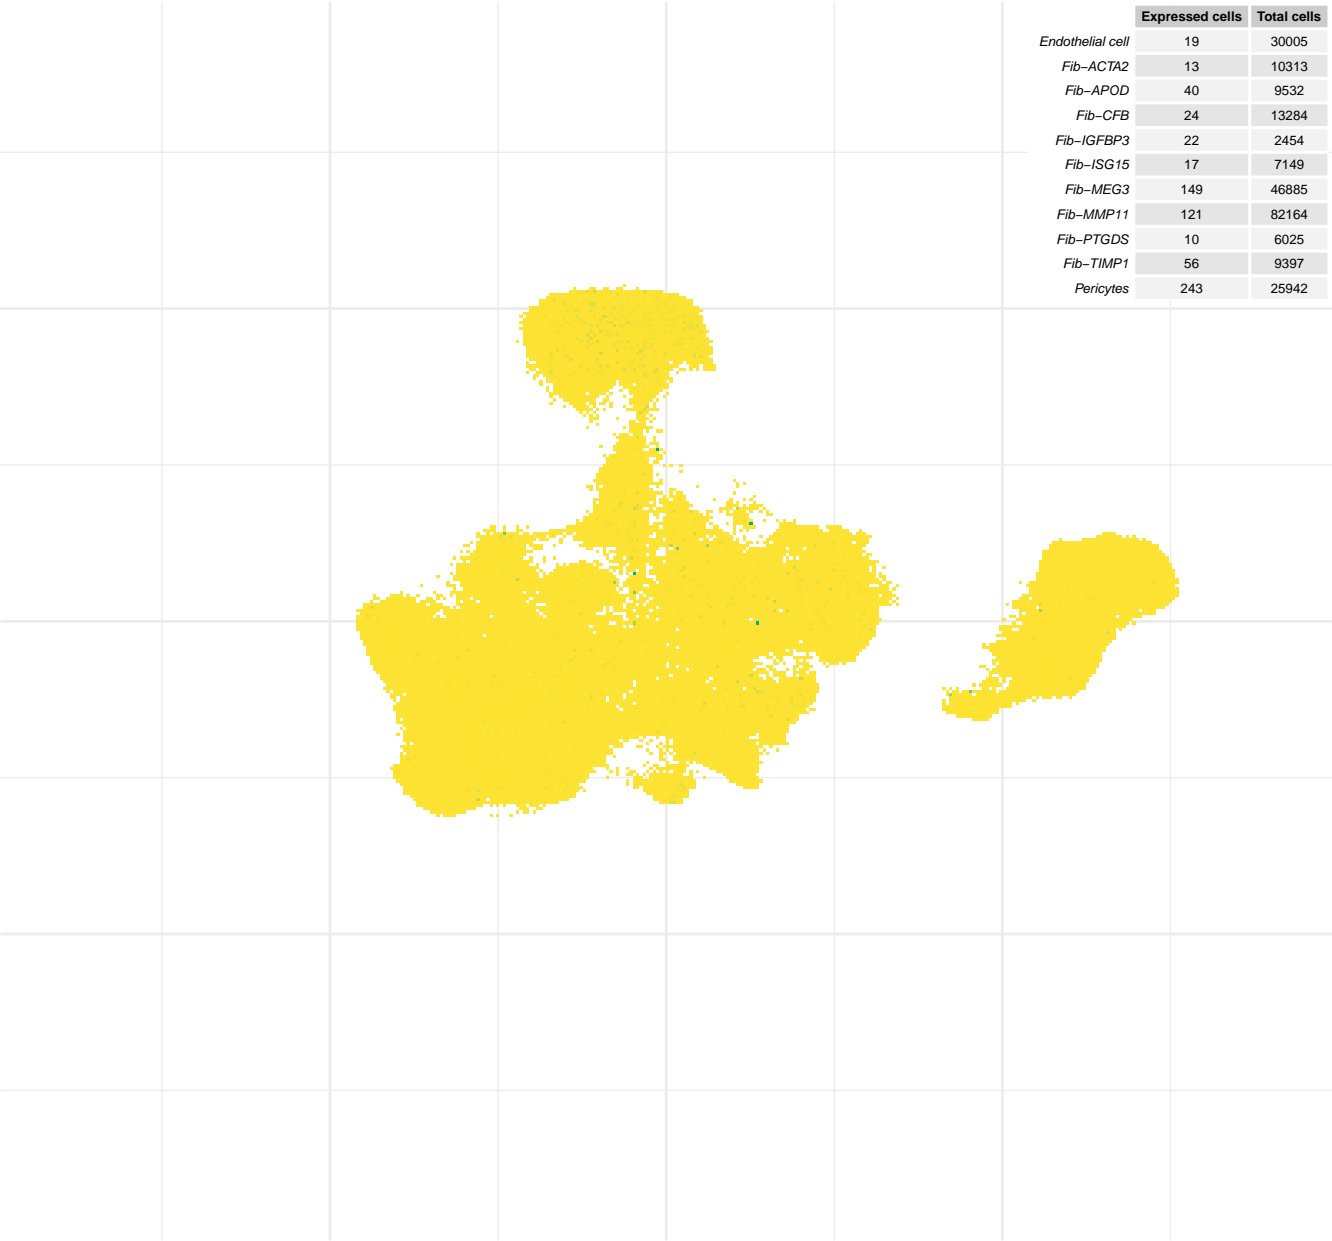 Expressed cells Total cells
Endothelial cell 19 30005
Fib−ACTA2 13 10313
Fib−APOD 40 9532
Fib−CFB 24 13284
Fib−IGFBP3 22 2454
Fib−ISG15 17 7149
Fib−MEG3 149 46885
Fib−MMP11 121 82164
Fib−PTGDS 10 6025
Fib−TIMP1 56 9397
Pericytes 243 25942